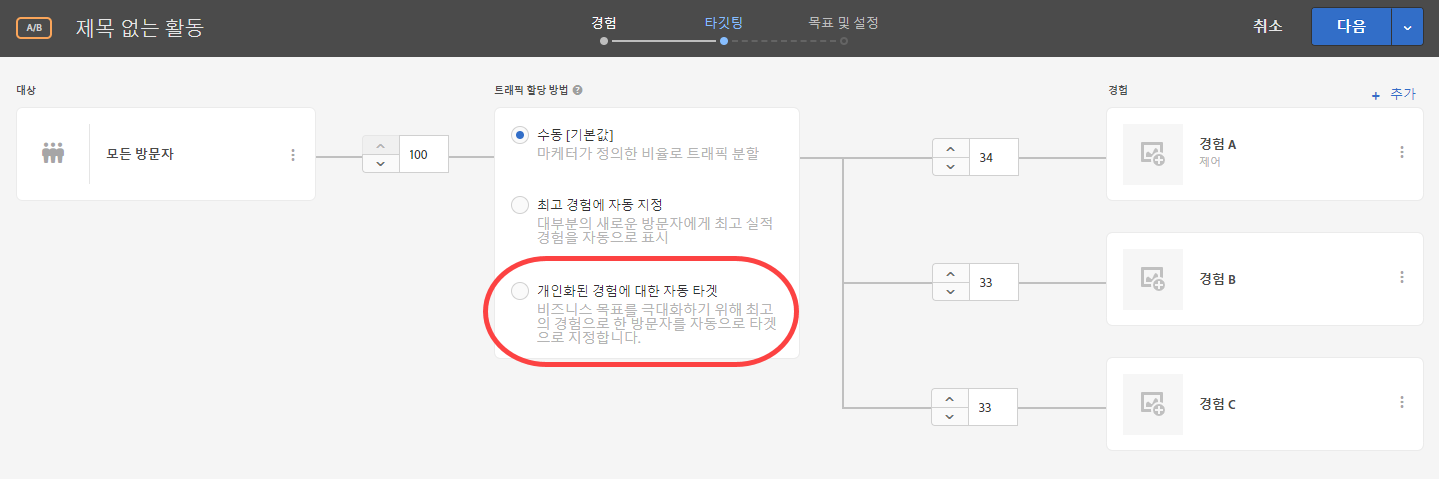 A/B
제목 없는 활동
경험
타깃팅
목표 및 설정
취소
다음
대상
모든 방문자
100
트래픽 할당 방법 ?
수동 [기본값]
마케터가 정의한 비율로 트래픽 분할
최고 경험에 자동 지정
대부분의 새로운 방문자에게 최고 실적
경험을 자동으로 표시
개인화된 경험에 대한 자동 타겟
비즈니스 목표를 극대화하기 위해 최고
의 경험으로 한 방문자를 자동으로 타겟
으로 지정합니다.
34
33
33
경험
+ 추가
경험 A
제어
경험 B
경험 C